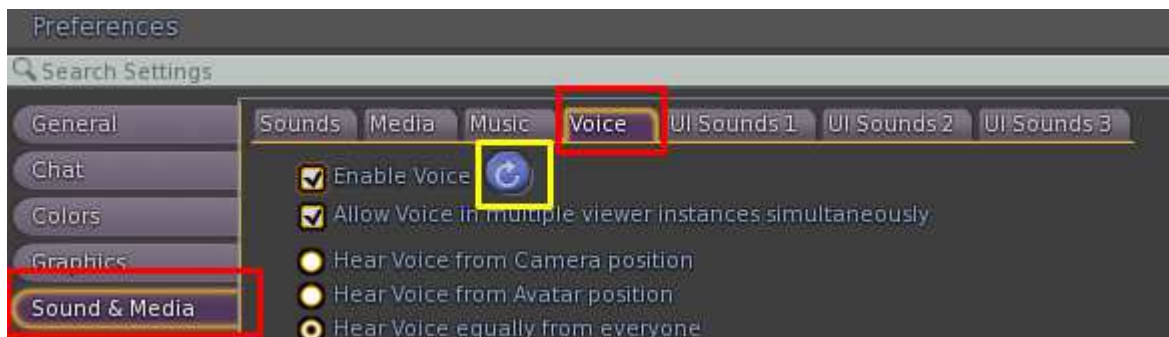 Preferences
Search Settings
General
Sounds Media Music Voice UI Sounds 1 UI Sounds 2 UI Sounds 3
Chat
Enable Voice
Colors
Allow Voice in multiple viewer instances simultaneously
Graphics
Hear Voice from Camera position
Sound & Media
Hear Voice from Avatar position
Hear Voice equally from everyone